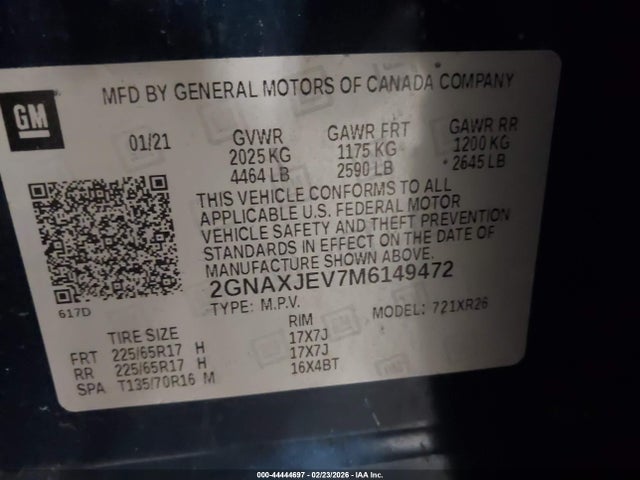 GM
MFD BY GENERAL MOTORS OF CANADA COMPANY
01/21 GVWR GAWR FRT GAWR RR
2025 KG 1175 KG 1200 KG
4464 LB 2590 LB 2645 LB
THIS VEHICLE CONFORMS TO ALL
APPLICABLE U.S. FEDERAL MOTOR
VEHICLE SAFETY AND THEFT PREVENTION
STANDARDS IN EFFECT ON THE DATE OF
MANUFACTURE SHOWN ABOVE.
2GNAXJEV7M6149472
617D
TYPE: M.P.V. MODEL: 721XR26
TIRE SIZE RIM
FRT 225/65R17 H 17X7J
RR 225/65R17 H 17X7J
SPA T135/70R16 M 16X4BT
000-44444697 - 02/23/2026 - IAA Inc.